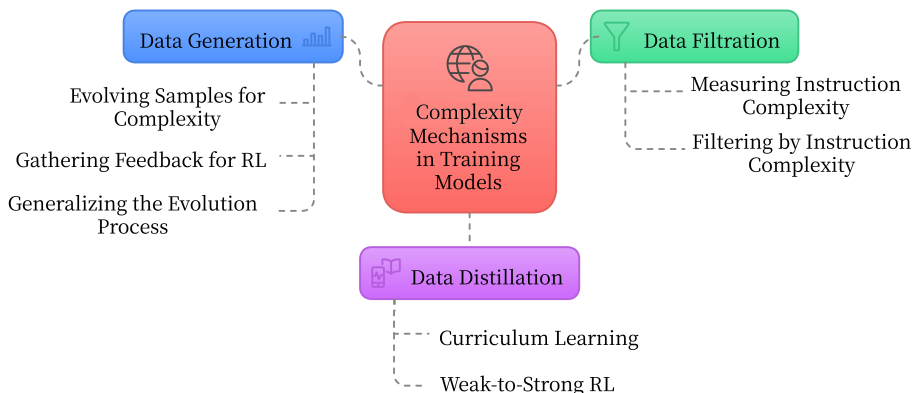 Data Generation
Evolving Samples for
Complexity
Gathering Feedback for RL
Generalizing the Evolution
Process
Complexity
Mechanisms
in Training
Models
Data Filtration
Measuring Instruction
Complexity
Filtering by Instruction
Complexity
Data Distillation
Curriculum Learning
Weak-to-Strong RL